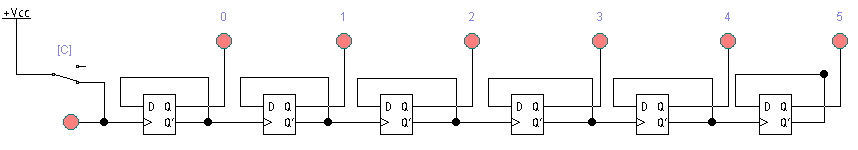 +Vcc
[C]
0 1 2 3 4 5
D Q D Q D Q D Q D Q D Q
Q' Q' Q' Q' Q' Q'